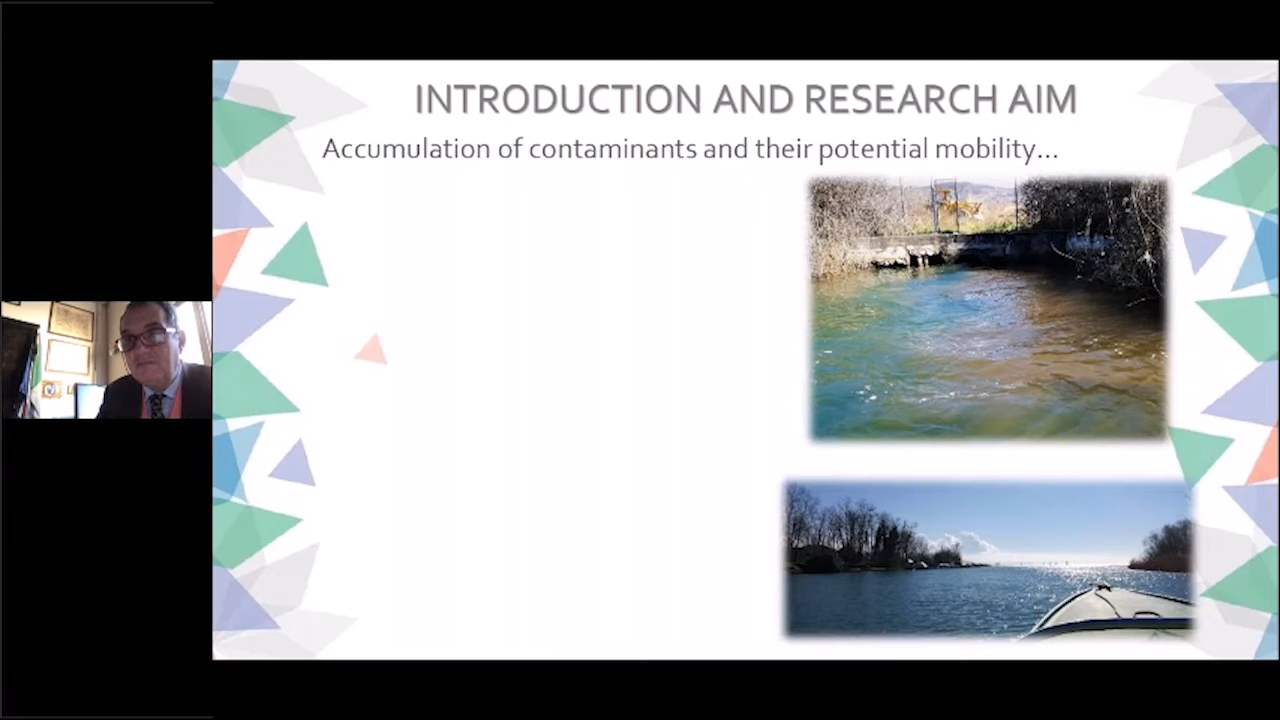 INTRODUCTION AND RESEARCH AIM
Accumulation of contaminants and their potential mobility...